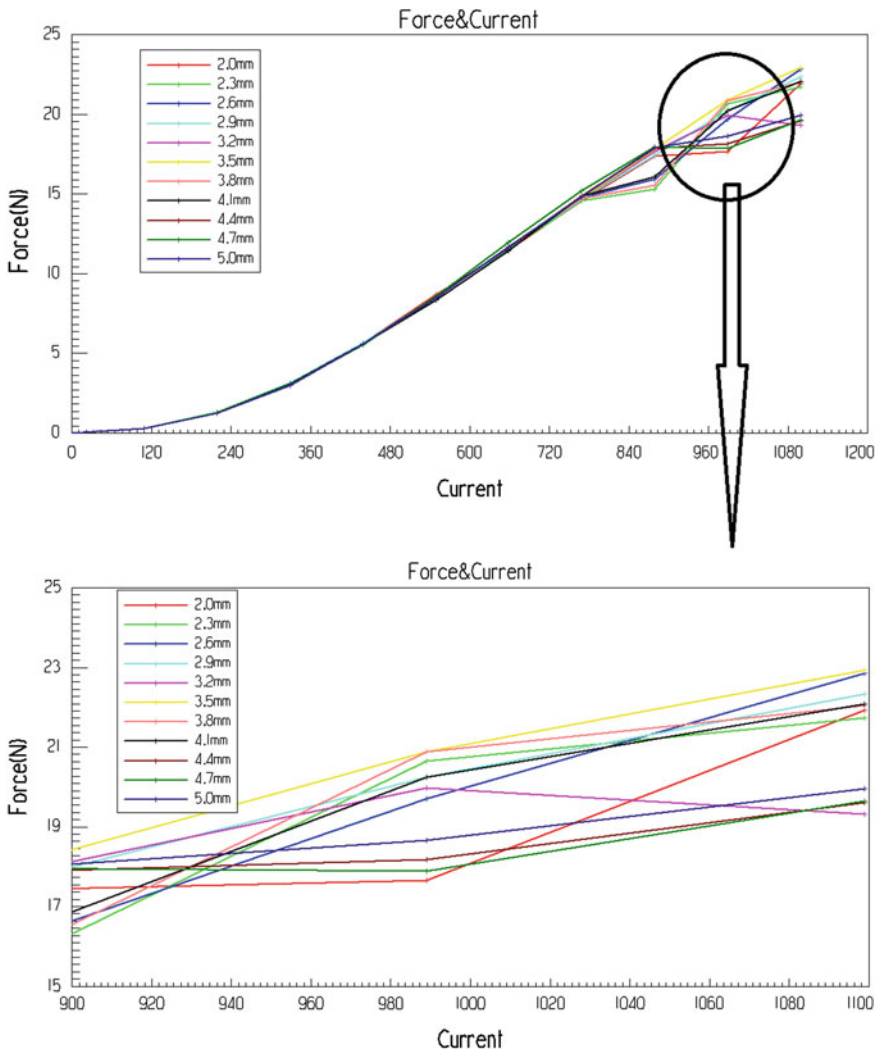 Force&Current
25
20
15
10
5
0
Force(N)
2.0mm
2.3mm
2.6mm
2.9mm
3.2mm
3.5mm
3.8mm
4.1mm
4.4mm
4.7mm
5.0mm
0 120 240 360 480 600 720 840 960 1080 1200
Current
Force&Current
25
23
21
19
17
15
Force(N)
2.0mm
2.3mm
2.6mm
2.9mm
3.2mm
3.5mm
3.8mm
4.1mm
4.4mm
4.7mm
5.0mm
900 920 940 960 980 1000 1020 1040 1060 1080 1100
Current